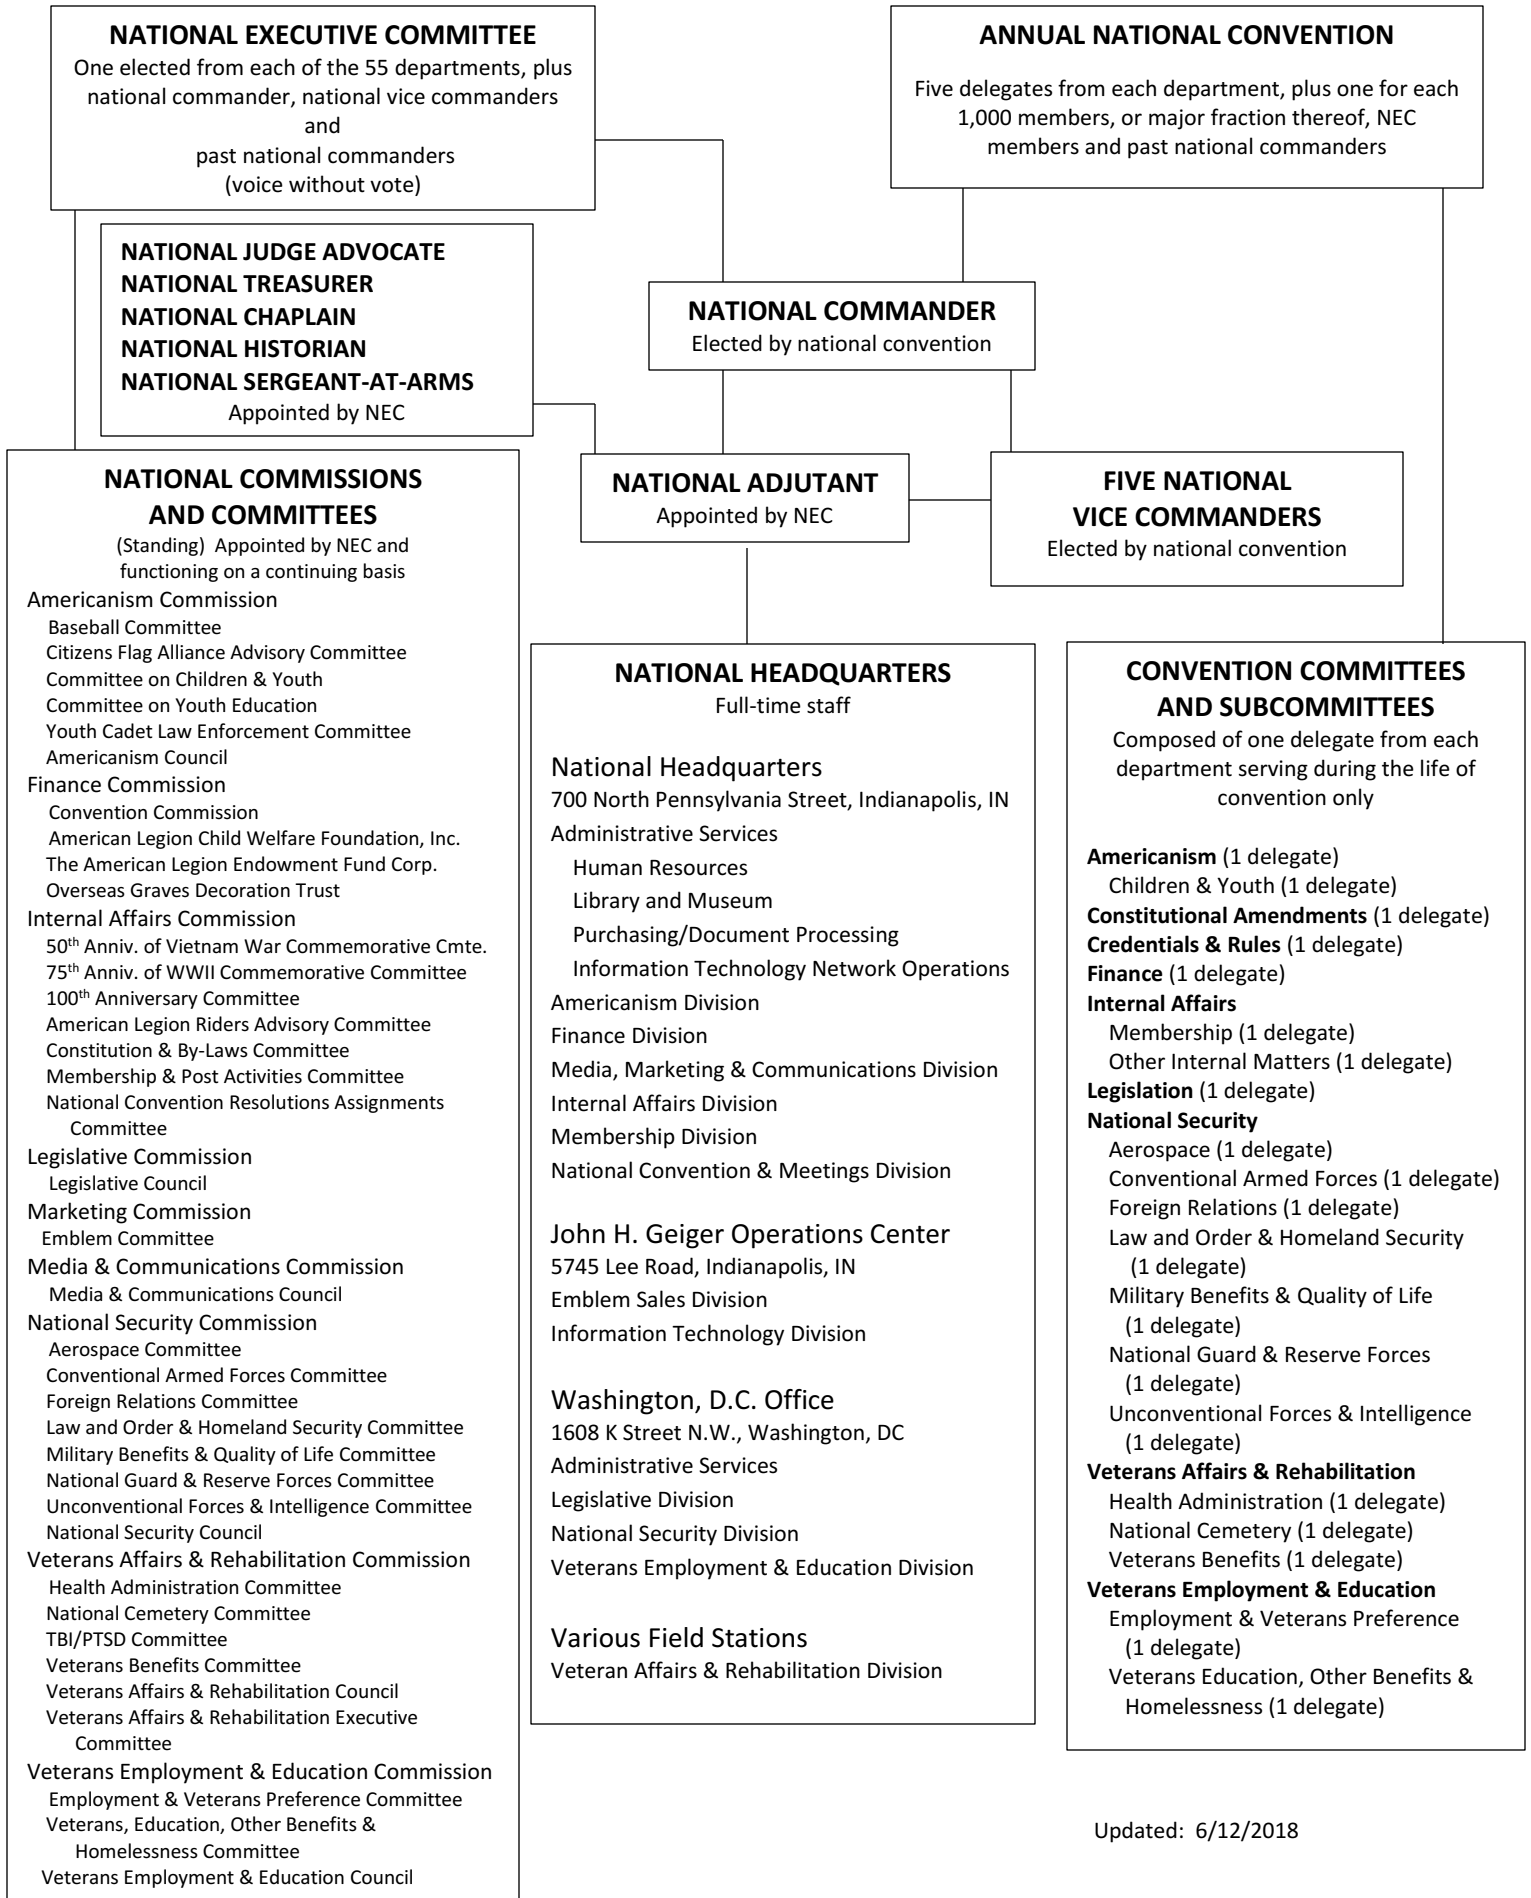 NATIONAL EXECUTIVE COMMITTEE
One elected from each of the 55 departments, plus
national commander, national vice commanders
and
past national commanders
(voice without vote)
ANNUAL NATIONAL CONVENTION
Five delegates from each department, plus one for each
1,000 members, or major fraction thereof, NEC
members and past national commanders
NATIONAL JUDGE ADVOCATE
NATIONAL TREASURER
NATIONAL CHAPLAIN
NATIONAL HISTORIAN
NATIONAL SERGEANT-AT-ARMS
Appointed by NEC
NATIONAL COMMANDER
Elected by national convention
NATIONAL ADJUTANT
Appointed by NEC
FIVE NATIONAL
VICE COMMANDERS
Elected by national convention
NATIONAL COMMISSIONS
AND COMMITTEES
(Standing) Appointed by NEC and
functioning on a continuing basis
Americanism Commission
Baseball Committee
Citizens Flag Alliance Advisory Committee
Committee on Children & Youth
Committee on Youth Education
Youth Cadet Law Enforcement Committee
Americanism Council
Finance Commission
Convention Commission
American Legion Child Welfare Foundation, Inc.
The American Legion Endowment Fund Corp.
Overseas Graves Decoration Trust
Internal Affairs Commission
50th Anniv. of Vietnam War Commemorative Cmte.
75th Anniv. of WWII Commemorative Committee
100th Anniversary Committee
American Legion Riders Advisory Committee
Constitution & By-Laws Committee
Membership & Post Activities Committee
National Convention Resolutions Assignments
Committee
Legislative Commission
Legislative Council
Marketing Commission
Emblem Committee
Media & Communications Commission
Media & Communications Council
National Security Commission
Aerospace Committee
Conventional Armed Forces Committee
Foreign Relations Committee
Law and Order & Homeland Security Committee
Military Benefits & Quality of Life Committee
National Guard & Reserve Forces Committee
Unconventional Forces & Intelligence Committee
National Security Council
Veterans Affairs & Rehabilitation Commission
Health Administration Committee
National Cemetery Committee
TBI/PTSD Committee
Veterans Benefits Committee
Veterans Affairs & Rehabilitation Council
Veterans Affairs & Rehabilitation Executive
Committee
Veterans Employment & Education Commission
Employment & Veterans Preference Committee
Veterans, Education, Other Benefits &
Homelessness Committee
Veterans Employment & Education Council
NATIONAL HEADQUARTERS
Full-time staff
National Headquarters
700 North Pennsylvania Street, Indianapolis, IN
Administrative Services
Human Resources
Library and Museum
Purchasing/Document Processing
Information Technology Network Operations
Americanism Division
Finance Division
Media, Marketing & Communications Division
Internal Affairs Division
Membership Division
National Convention & Meetings Division
John H. Geiger Operations Center
5745 Lee Road, Indianapolis, IN
Emblem Sales Division
Information Technology Division
Washington, D.C. Office
1608 K Street N.W., Washington, DC
Administrative Services
Legislative Division
National Security Division
Veterans Employment & Education Division
Various Field Stations
Veteran Affairs & Rehabilitation Division
CONVENTION COMMITTEES
AND SUBCOMMITTEES
Composed of one delegate from each
department serving during the life of
convention only
Americanism (1 delegate)
Children & Youth (1 delegate)
Constitutional Amendments (1 delegate)
Credentials & Rules (1 delegate)
Finance (1 delegate)
Internal Affairs
Membership (1 delegate)
Other Internal Matters (1 delegate)
Legislation (1 delegate)
National Security
Aerospace (1 delegate)
Conventional Armed Forces (1 delegate)
Foreign Relations (1 delegate)
Law and Order & Homeland Security
(1 delegate)
Military Benefits & Quality of Life
(1 delegate)
National Guard & Reserve Forces
(1 delegate)
Unconventional Forces & Intelligence
(1 delegate)
Veterans Affairs & Rehabilitation
Health Administration (1 delegate)
National Cemetery (1 delegate)
Veterans Benefits (1 delegate)
Veterans Employment & Education
Employment & Veterans Preference
(1 delegate)
Veterans Education, Other Benefits &
Homelessness (1 delegate)
Updated: 6/12/2018